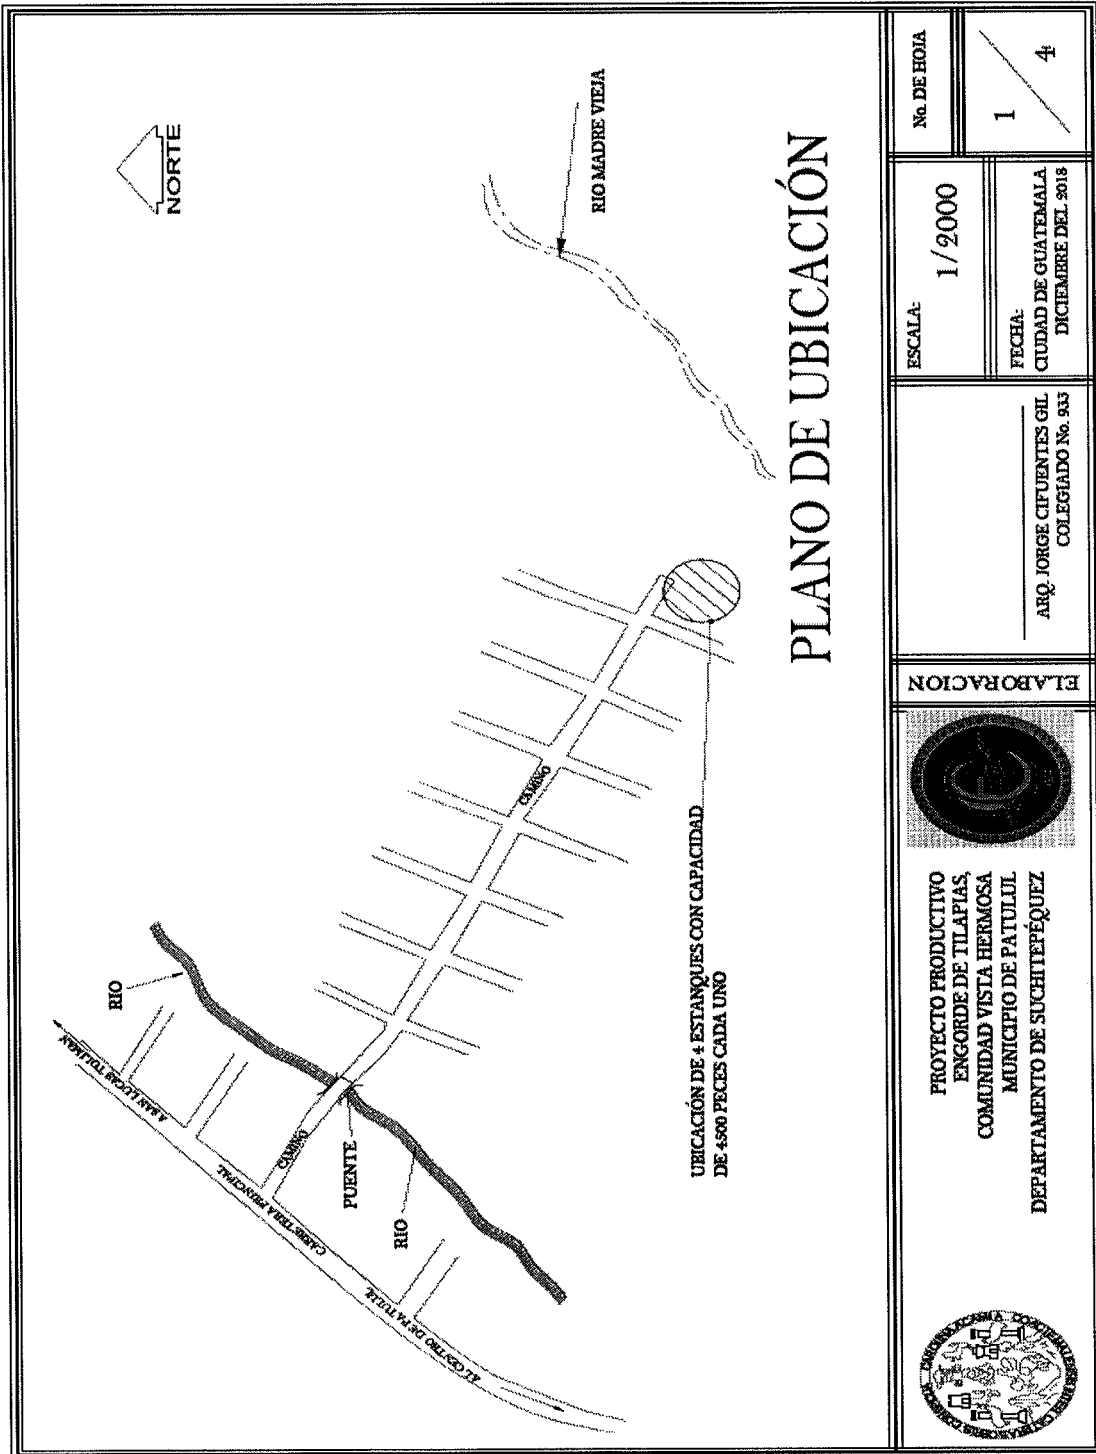 NORTE
RIO MADRE VIEJA
RIO
A SAN LUCAS TOLIMAN
CARRETERA PRINCIPAL
AL CENTRO DE PATULUL
CAMINO
PUENTE
RIO
CAMINO
UBICACIÓN DE 4 ESTANQUES CON CAPACIDAD
DE 4500 PECES CADA UNO
PLANO DE UBICACIÓN
PROYECTO PRODUCTIVO
ENGORDE DE TILAPIAS,
COMUNIDAD VISTA HERMOSA
MUNICIPIO DE PATULUL
DEPARTAMENTO DE SUCHITEPÉQUEZ
ELABORACION
ARQ. JORGE CIFUENTES GIL
COLEGIADO No. 933
ESCALA:
1/2000
FECHA:
CIUDAD DE GUATEMALA
DICIEMBRE DEL 2018
No. DE HOJA
1
4